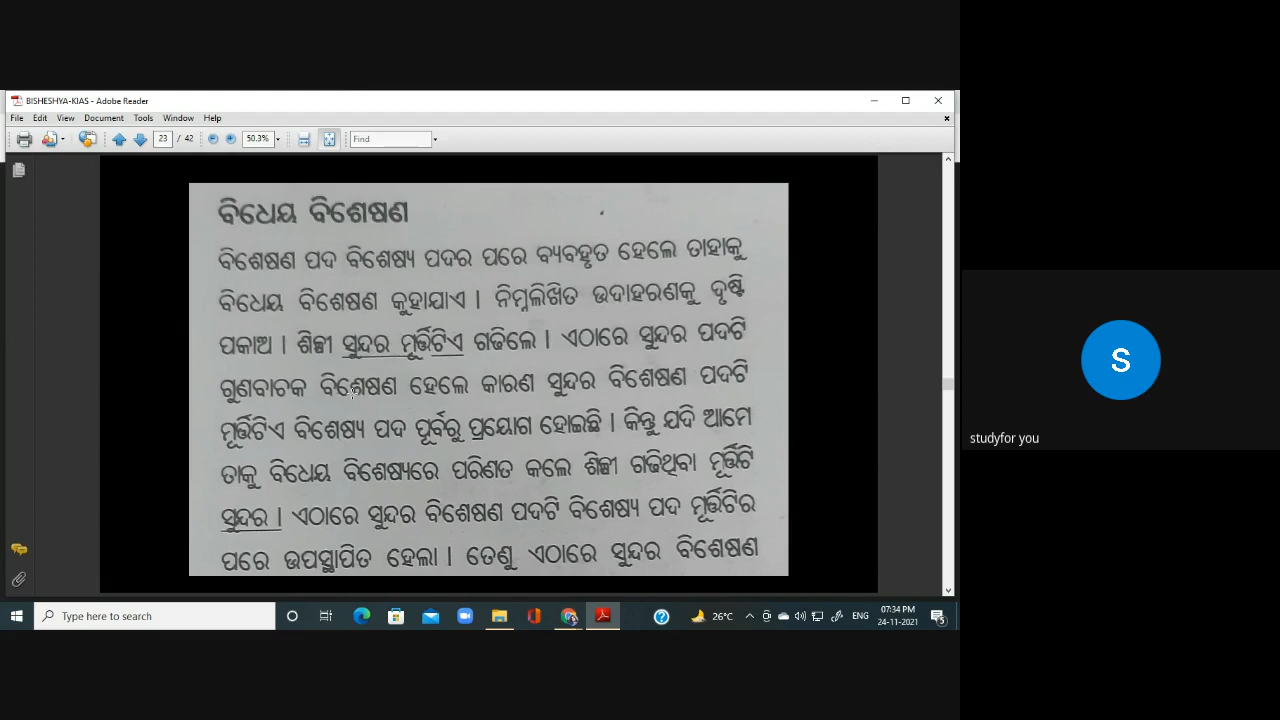 BISHESHYA-KIAS - Adobe Reader
File Edit View Document Tools Window Help
23 / 42 50.3% Find
ବିଧେୟ ବିଶେଷଣ
ବିଶେଷଣ ପଦ ବିଶେଷ୍ୟ ପଦର ପରେ ବ୍ୟବହୃତ ହେଲେ ତାହାକୁ
ବିଧେୟ ବିଶେଷଣ କୁହାଯାଏ । ନିମ୍ନଲିଖିତ ଉଦାହରଣକୁ ଦୃଷ୍ଟି
ପକାଅ । ଶିଳ୍ପୀ ସୁନ୍ଦର ମୂର୍ତ୍ତିଟିଏ ଗଢିଲେ । ଏଠାରେ ସୁନ୍ଦର ପଦଟି
ଗୁଣବାଚକ ବିଶେଷଣ ହେଲେ କାରଣ ସୁନ୍ଦର ବିଶେଷଣ ପଦଟି
ମୂର୍ତ୍ତିଟିଏ ବିଶେଷ୍ୟ ପଦ ପୂର୍ବରୁ ପ୍ରୟୋଗ ହୋଇଛି । କିନ୍ତୁ ଯଦି ଆମେ
ତାକୁ ବିଧେୟ ବିଶେଷ୍ୟରେ ପରିଣତ କଲେ ଶିଳ୍ପୀ ଗଢିଥିବା ମୂର୍ତ୍ତିଟି
ସୁନ୍ଦର । ଏଠାରେ ସୁନ୍ଦର ବିଶେଷଣ ପଦଟି ବିଶେଷ୍ୟ ପଦ ମୂର୍ତ୍ତିଟିର
ପରେ ଉପସ୍ଥାପିତ ହେଲା । ତେଣୁ ଏଠାରେ ସୁନ୍ଦର ବିଶେଷଣ
S
studyfor you
Type here to search 26°C ENG 07:34 PM
24-11-2021 5